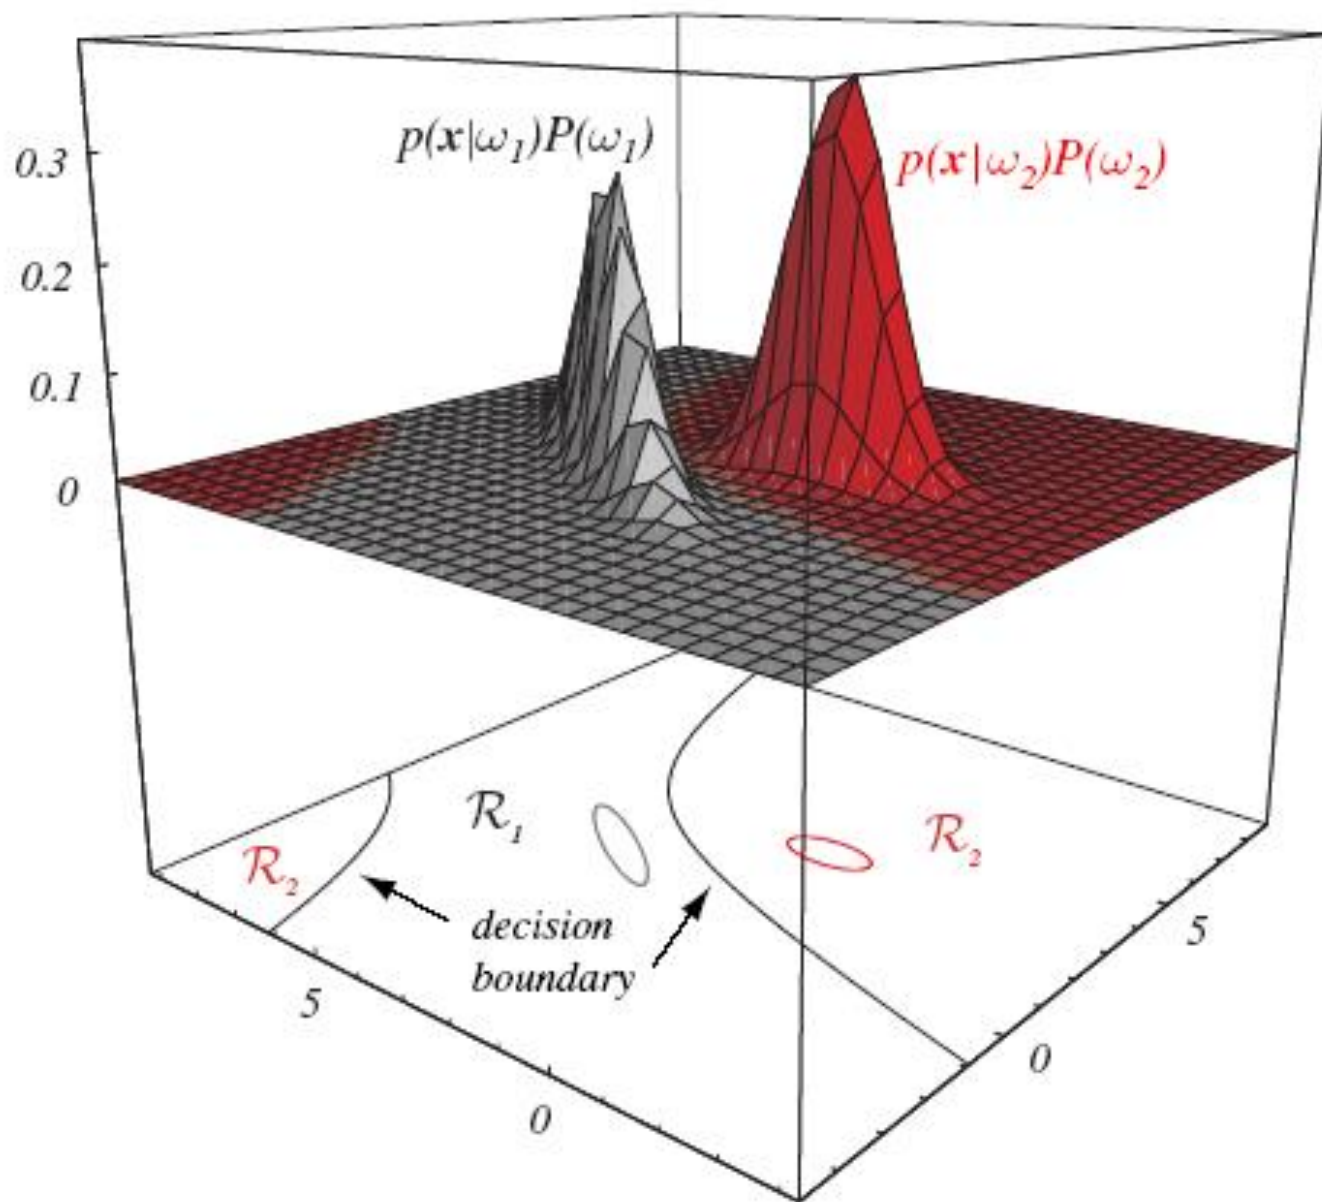 p(x|ω₁)P(ω₁)
p(x|ω₂)P(ω₂)
0.3
0.2
0.1
0
R₁
R₂
R₂
decision
boundary
5
0
5
0